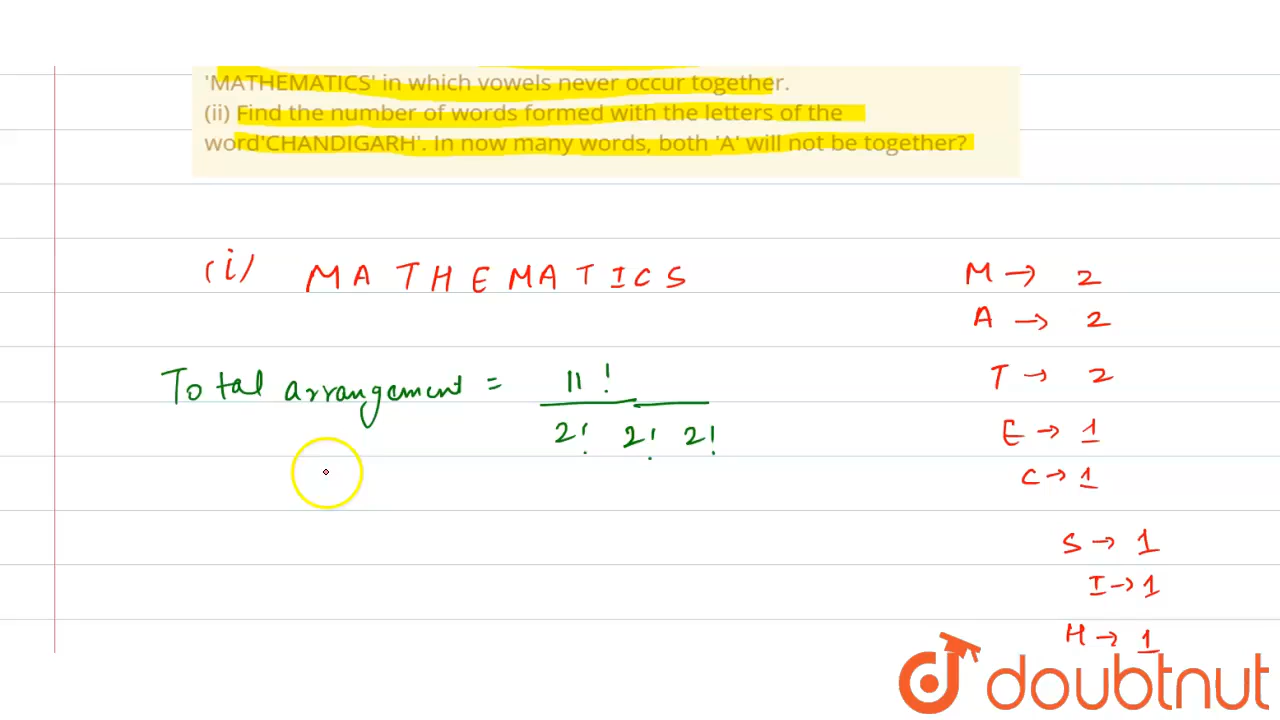 'MATHEMATICS' in which vowels never occur together.
(ii) Find the number of words formed with the letters of the
word'CHANDIGARH'. In now many words, both 'A' will not be together?
(i) MATHEMATICS
M → 2
A → 2
Total arrangement = 11! / 2! 2! 2!
T → 2
E → 1
C → 1
S → 1
I → 1
H → 1
doubtnut